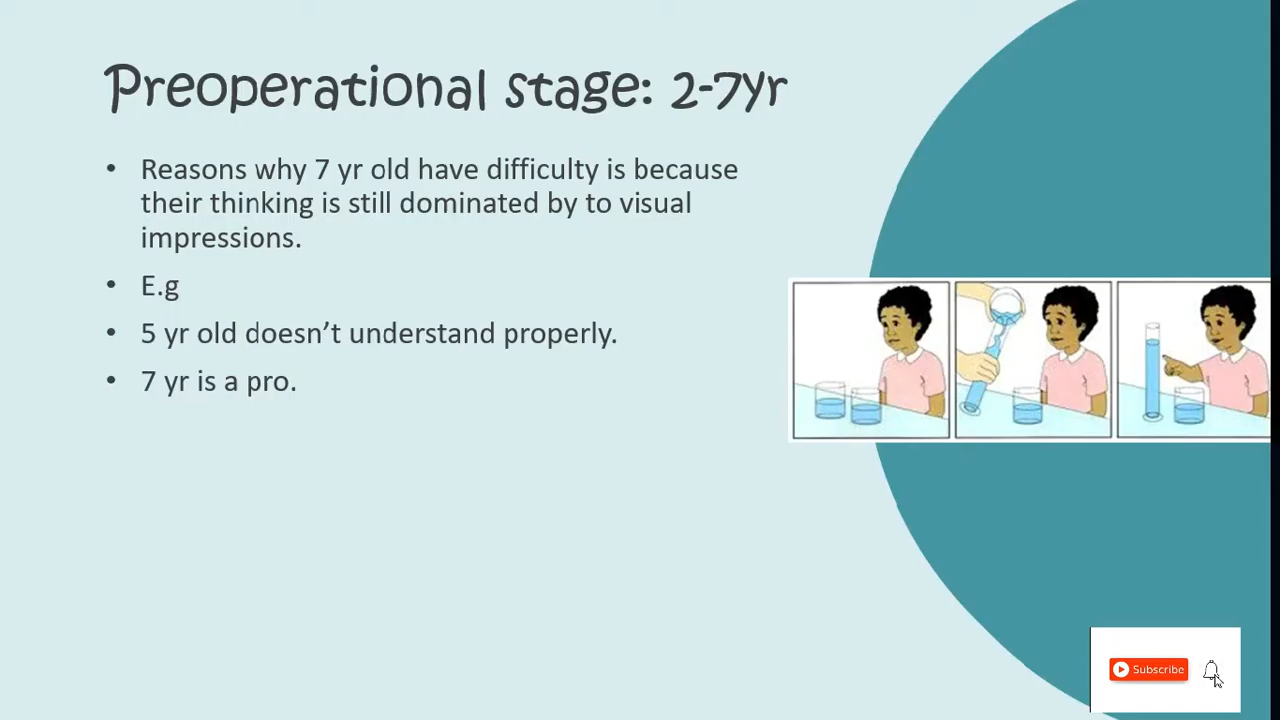 Preoperational stage: 2-7yr
• Reasons why 7 yr old have difficulty is because
their thinking is still dominated by to visual
impressions.
• E.g
• 5 yr old doesn't understand properly.
• 7 yr is a pro.
Subscribe